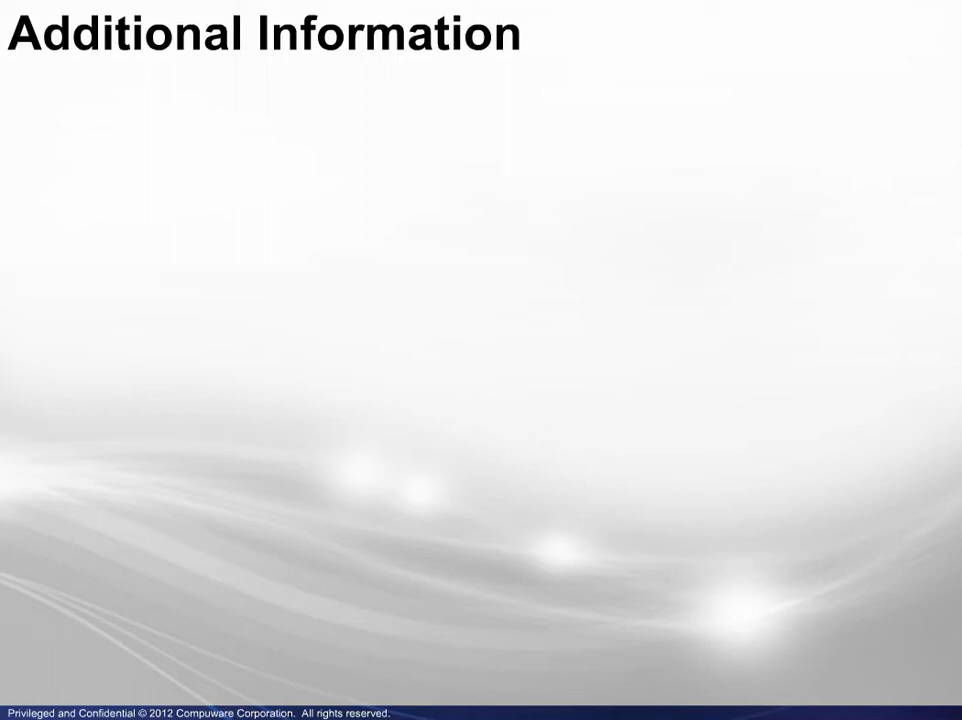 Additional Information
Privileged and Confidential © 2012 Compuware Corporation. All rights reserved.